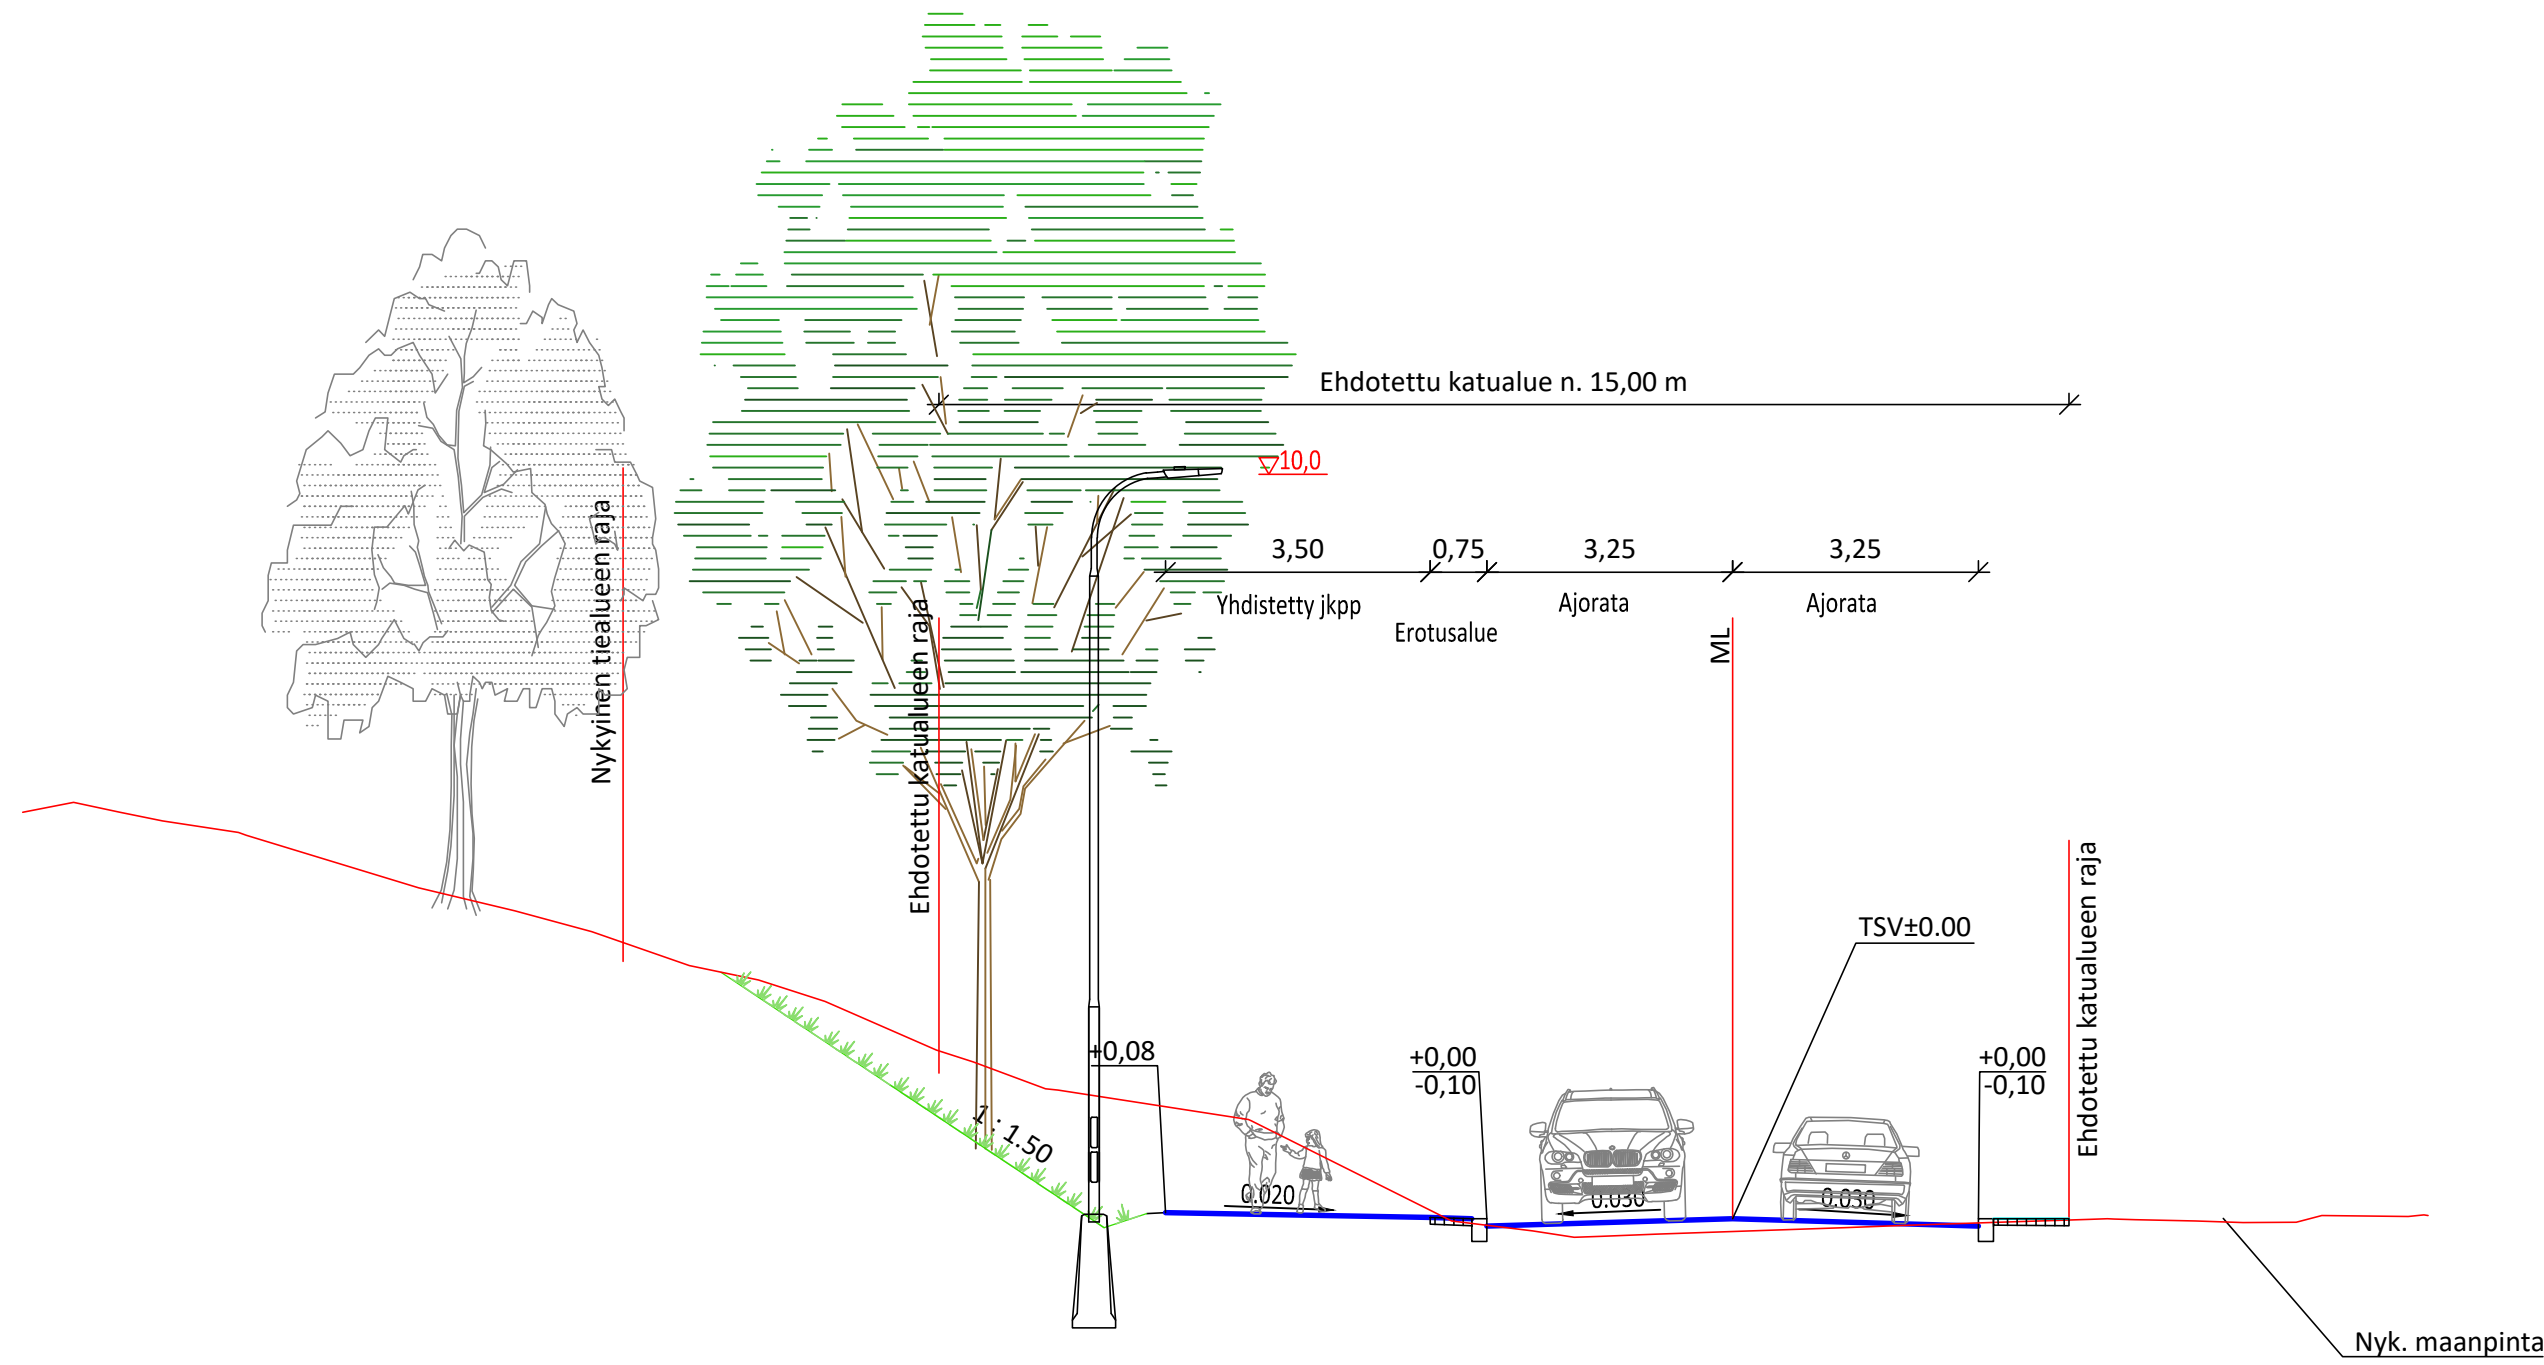 Ehdotettu katualue n. 15,00 m
10,0
3,50
0,75
3,25
3,25
Yhdistetty jkpp
Erotusalue
Ajorata
Ajorata
Nykyinen tiealueen raja
Ehdotettu katualueen raja
ML
TSV±0.00
Ehdotettu katualueen raja
+0,08
+0,00
-0,10
+0,00
-0,10
1 : 1.50
0.020
0.030
0.030
Nyk. maanpinta